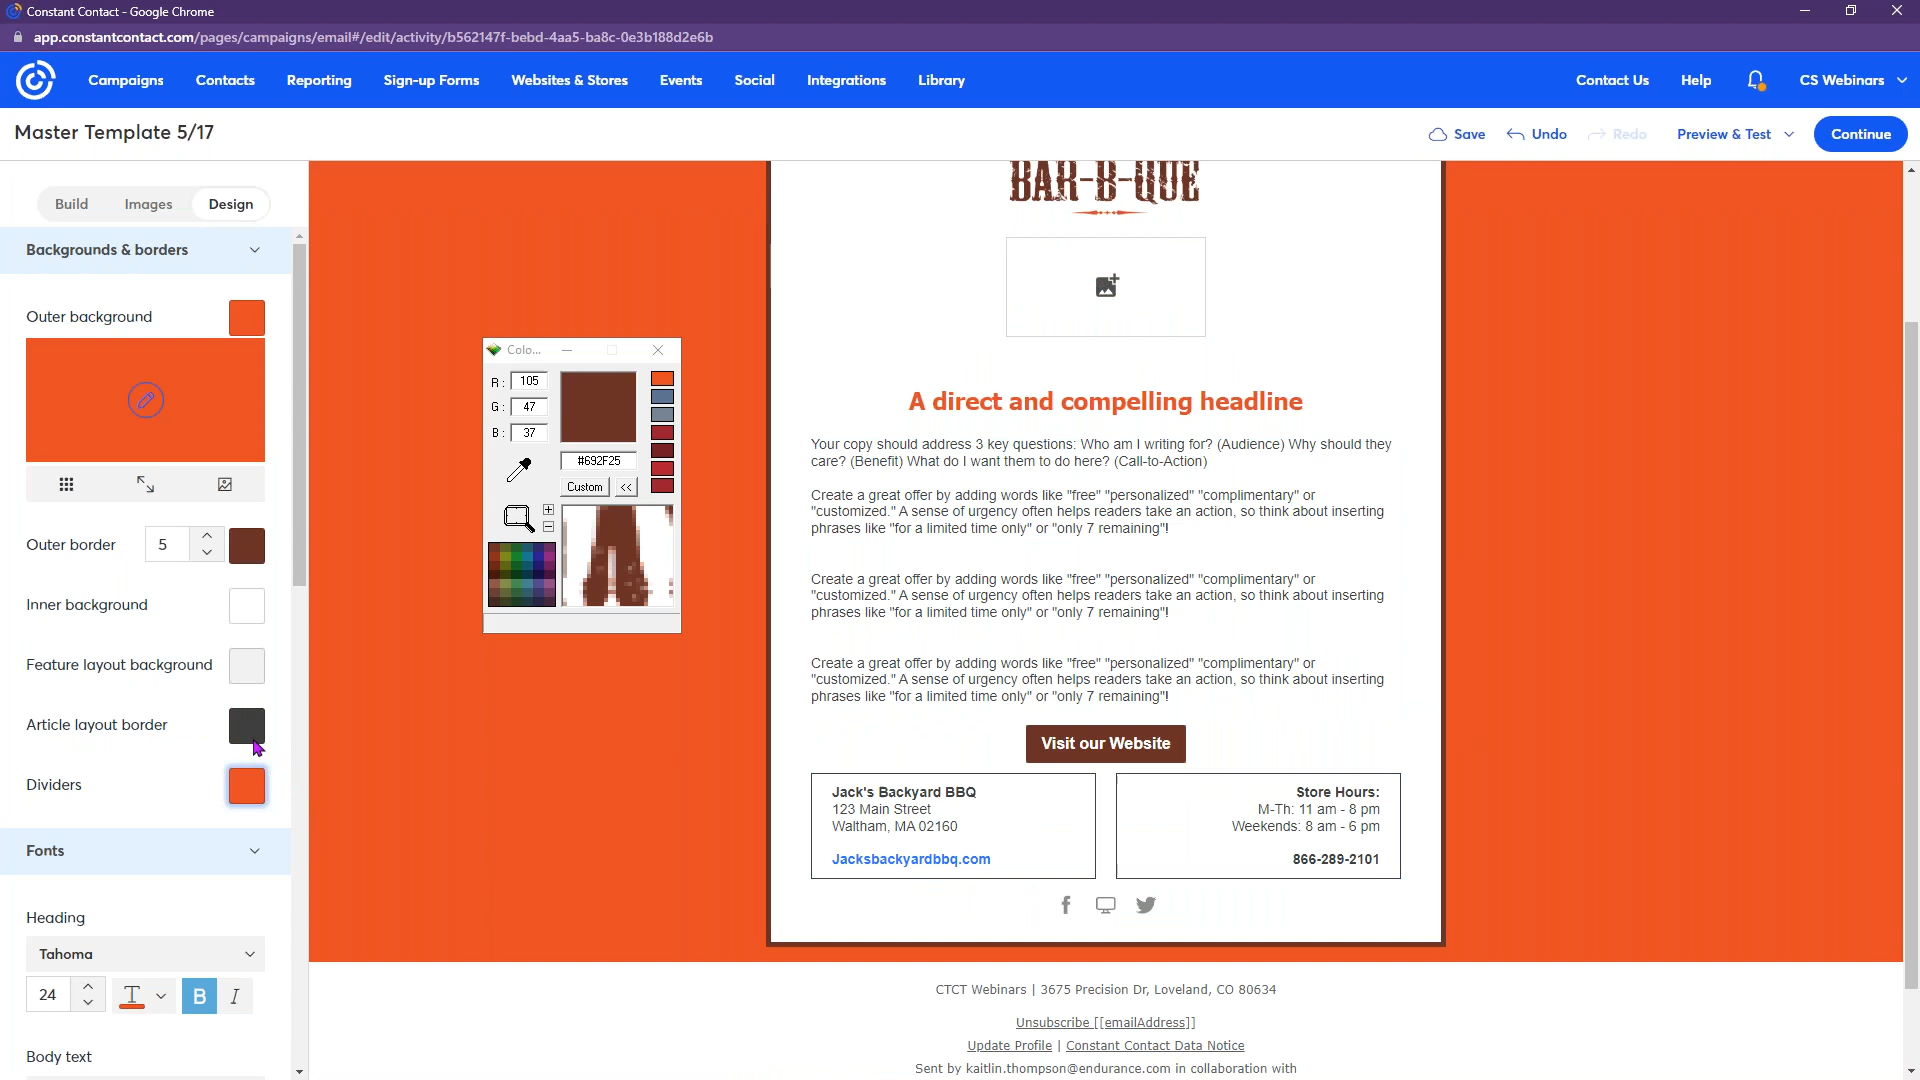 Constant Contact - Google Chrome
app.constantcontact.com/pages/campaigns/email#/edit/activity/b562147f-bebd-4aa5-ba8c-0e3b188d2e6b
Campaigns Contacts Reporting Sign-up Forms Websites & Stores Events Social Integrations Library Contact Us Help CS Webinars
Master Template 5/17
Save Undo Redo Preview & Test Continue
Build Images Design
Backgrounds & borders
Outer background
Outer border 5
Inner background
Feature layout background
Article layout border
Dividers
Fonts
Heading
Tahoma
24 T B I
Body text
Colo...
R: 105
G: 47
B: 37
#692F25
Custom <<
BAR-B-QUE
A direct and compelling headline
Your copy should address 3 key questions: Who am I writing for? (Audience) Why should they
care? (Benefit) What do I want them to do here? (Call-to-Action)
Create a great offer by adding words like "free" "personalized" "complimentary" or
"customized." A sense of urgency often helps readers take an action, so think about inserting
phrases like "for a limited time only" or "only 7 remaining"!
Create a great offer by adding words like "free" "personalized" "complimentary" or
"customized." A sense of urgency often helps readers take an action, so think about inserting
phrases like "for a limited time only" or "only 7 remaining"!
Create a great offer by adding words like "free" "personalized" "complimentary" or
"customized." A sense of urgency often helps readers take an action, so think about inserting
phrases like "for a limited time only" or "only 7 remaining"!
Visit our Website
Jack's Backyard BBQ
123 Main Street
Waltham, MA 02160
Jacksbackyardbbq.com
Store Hours:
M-Th: 11 am - 8 pm
Weekends: 8 am - 6 pm
866-289-2101
CTCT Webinars | 3675 Precision Dr, Loveland, CO 80634
Unsubscribe [[emailAddress]]
Update Profile | Constant Contact Data Notice
Sent by kaitlin.thompson@endurance.com in collaboration with